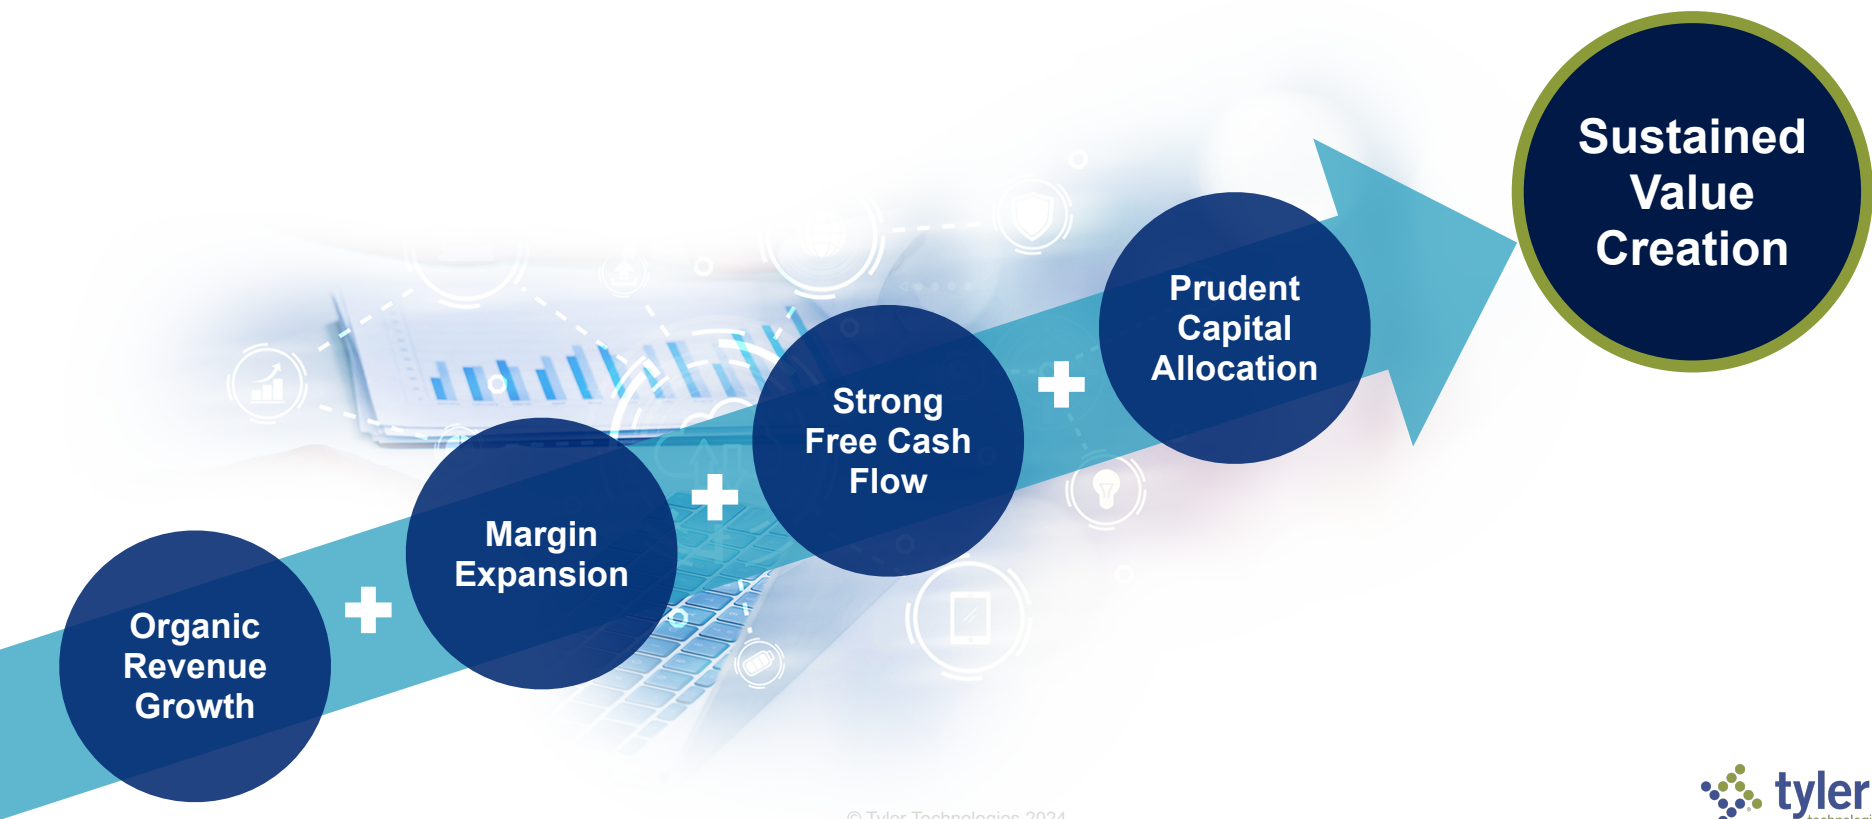 Sustained
Value
Creation
Prudent
Capital
Allocation
Strong
Free Cash
Flow
Margin
Expansion
Organic
Revenue
Growth
© Tyler Technologies 2024
tyler